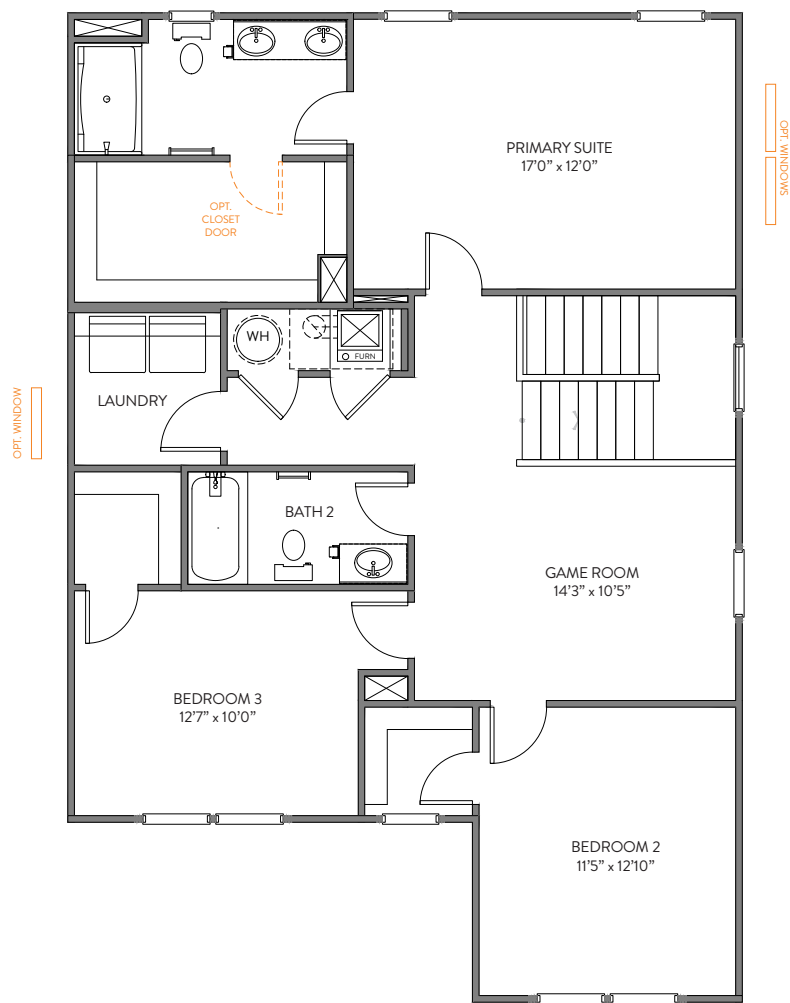 PRIMARY SUITE
17'0" x 12'0"
OPT. WINDOWS
OPT.
CLOSET
DOOR
WH
FURN
LAUNDRY
OPT. WINDOW
BATH 2
GAME ROOM
14'3" x 10'5"
BEDROOM 3
12'7" x 10'0"
BEDROOM 2
11'5" x 12'10"